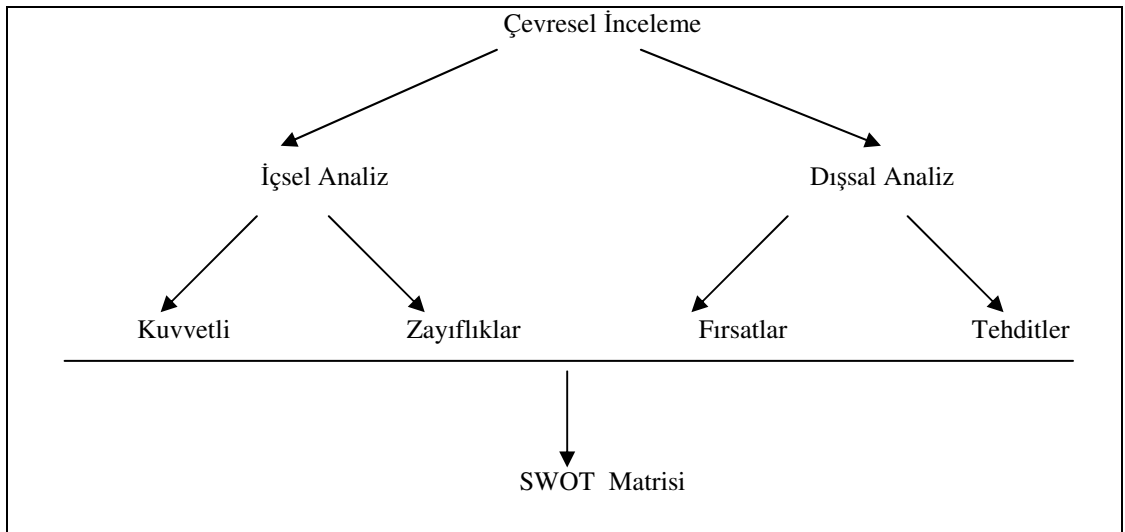 Çevresel İnceleme
İçsel Analiz Dışsal Analiz
Kuvvetli Zayıflıklar Fırsatlar Tehditler
SWOT Matrisi